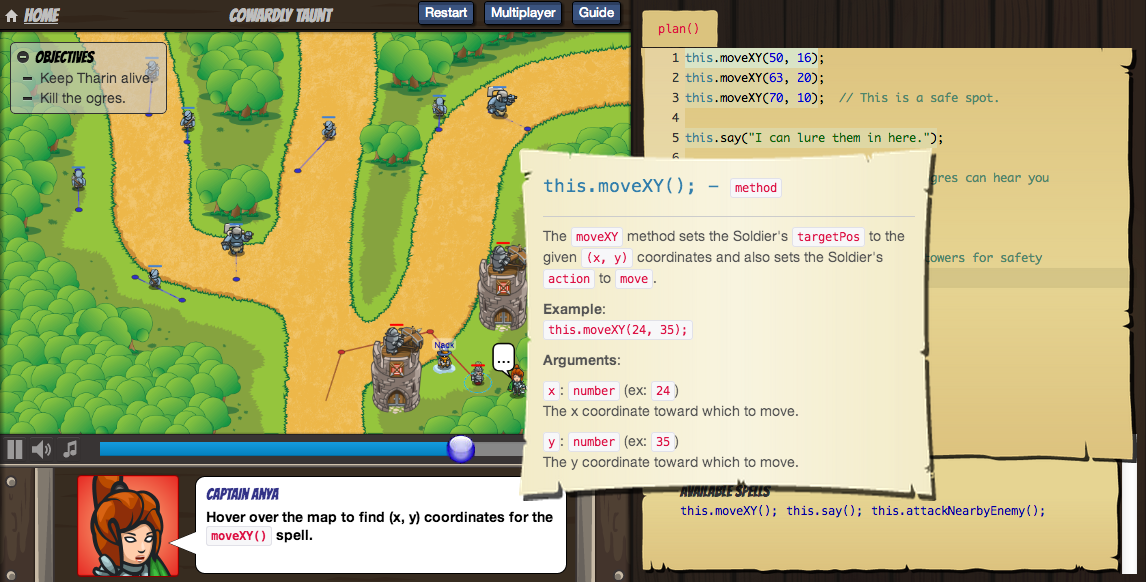 HOME
COWARDLY TAUNT
Restart
Multiplayer
Guide
OBJECTIVES
Keep Tharin alive.
Kill the ogres.
plan()
1 this.moveXY(50, 16);
2 this.moveXY(63, 20);
3 this.moveXY(70, 10);  // This is a safe spot.
4
5 this.say("I can lure them in here.");
6
gres can hear you
owers for safety
this.moveXY(); – method
The moveXY method sets the Soldier's targetPos to the
given (x, y) coordinates and also sets the Soldier's
action to move.
Example:
this.moveXY(24, 35);
Arguments:
x: number (ex: 24)
The x coordinate toward which to move.
y: number (ex: 35)
The y coordinate toward which to move.
...
CAPTAIN ANYA
Hover over the map to find (x, y) coordinates for the
moveXY() spell.
AVAILABLE SPELLS
this.moveXY(); this.say(); this.attackNearbyEnemy();